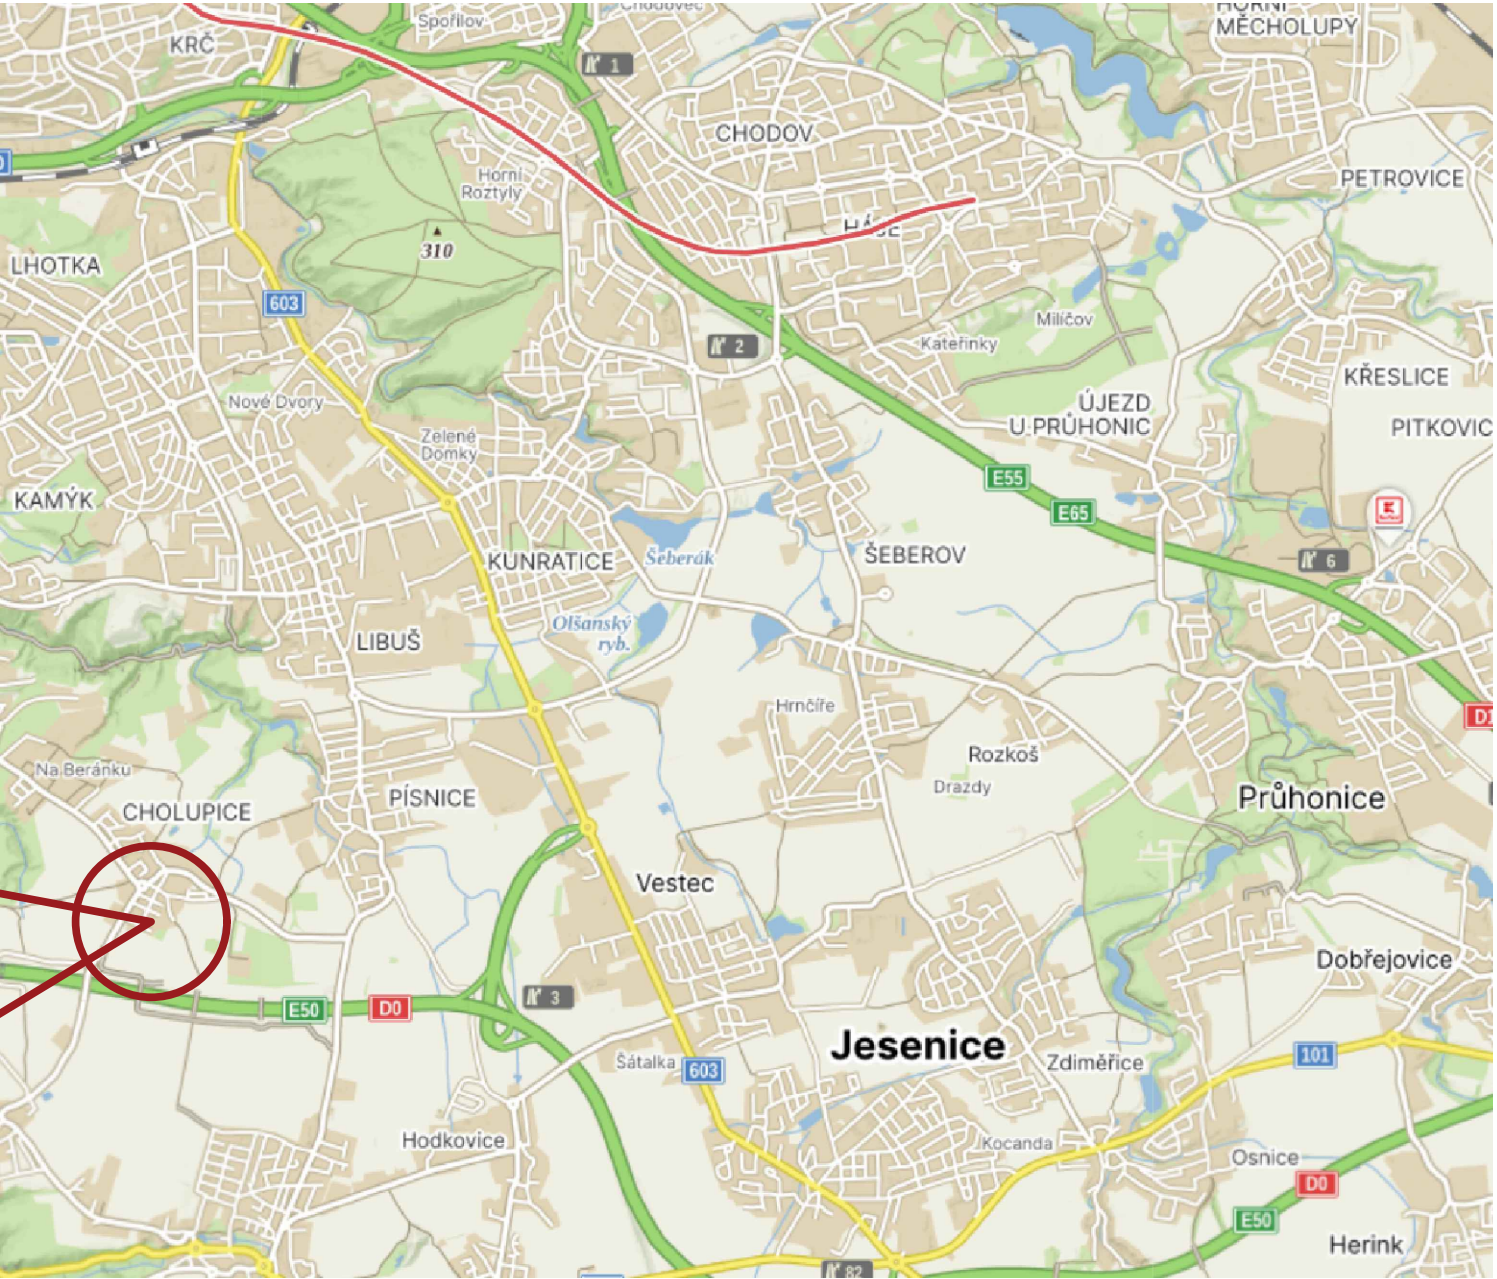 Spořilov
Chodovec
HORNÍ
MĚCHOLUPY
KRČ
1
CHODOV
Horní
Roztyly
PETROVICE
310
HÁJE
LHOTKA
603
Milíčov
2
Kateřinky
KŘESLICE
Nové Dvory
ÚJEZD
U PRŮHONIC
PITKOVIC
Zelené
Domky
E55
KAMÝK
E65
KUNRATICE
Šeberák
ŠEBEROV
6
Olšanský
ryb.
LIBUŠ
Hrnčíře
D1
Rozkoš
Na Beránku
Drazdy
PÍSNICE
Průhonice
CHOLUPICE
Vestec
Dobřejovice
3
E50
D0
Jesenice
101
Šátalka
603
Zdiměřice
Hodkovice
Kocanda
Osnice
D0
E50
Herink
82